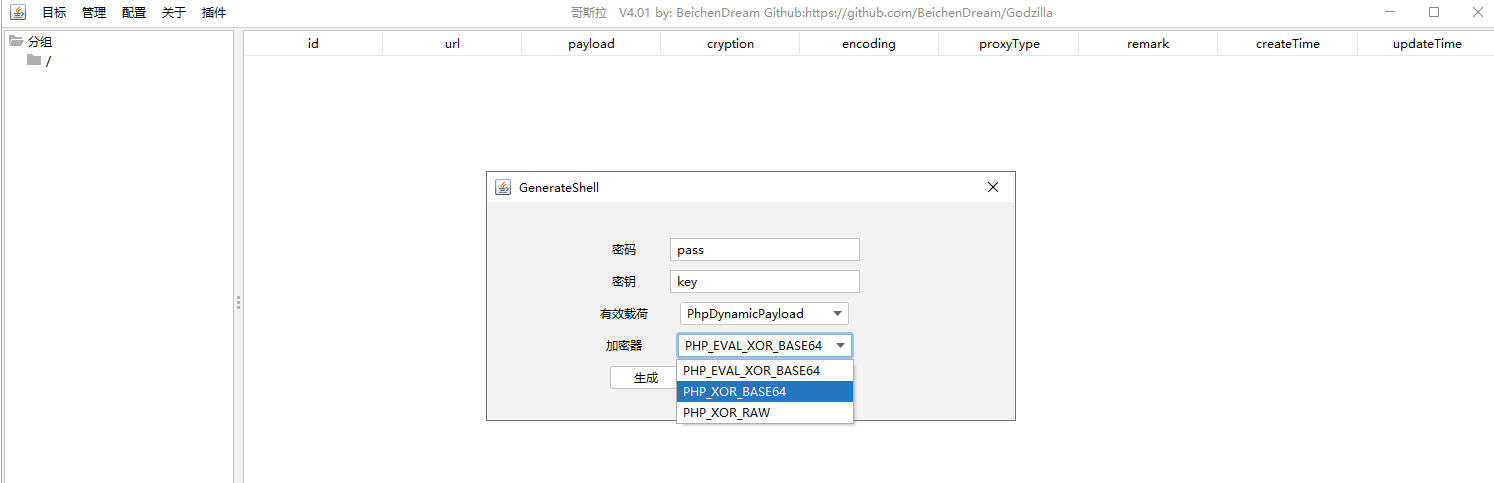 目标 管理 配置 关于 插件 哥斯拉 V4.01 by: BeichenDream Github:https://github.com/BeichenDream/Godzilla
分组
/
id url payload cryption encoding proxyType remark createTime updateTime
GenerateShell
密码 pass
密钥 key
有效载荷 PhpDynamicPayload
加密器 PHP_EVAL_XOR_BASE64
生成
PHP_EVAL_XOR_BASE64
PHP_XOR_BASE64
PHP_XOR_RAW